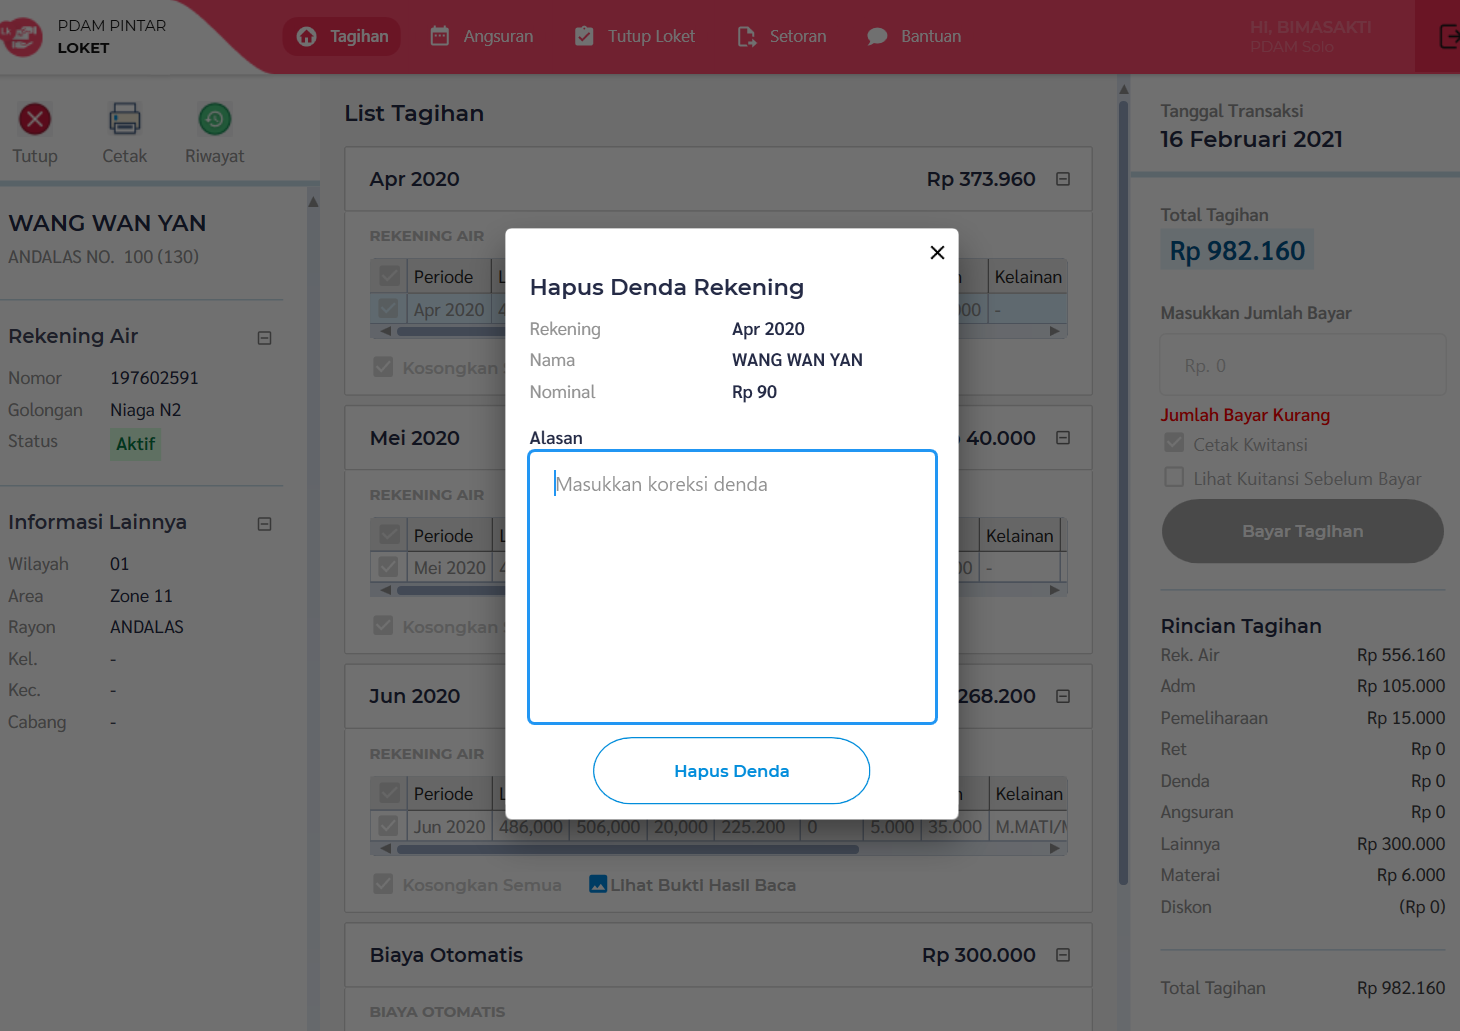 PDAM PINTAR
LOKET
Tagihan
Angsuran
Tutup Loket
Setoran
Bantuan
HI, BIMASAKTI
PDAM Solo
Tutup
Cetak
Riwayat
WANG WAN YAN
ANDALAS NO.  100 (130)
Rekening Air
Nomor 197602591
Golongan Niaga N2
Status Aktif
Informasi Lainnya
Wilayah 01
Area Zone 11
Rayon ANDALAS
Kel. -
Kec. -
Cabang -
List Tagihan
Apr 2020 Rp 373.960
REKENING AIR
Periode Kelainan
Apr 2020 -
Kosongkan
Mei 2020 40.000
REKENING AIR
Periode Kelainan
Mei 2020 -
Kosongkan
Jun 2020 268.200
REKENING AIR
Periode Kelainan
Jun 2020 486,000 506,000 20,000 225.200 0 5.000 35.000 M.MATI/
Kosongkan Semua Lihat Bukti Hasil Baca
Biaya Otomatis Rp 300.000
BIAYA OTOMATIS
Hapus Denda Rekening
Rekening Apr 2020
Nama WANG WAN YAN
Nominal Rp 90
Alasan
Masukkan koreksi denda
Hapus Denda
Tanggal Transaksi
16 Februari 2021
Total Tagihan
Rp 982.160
Masukkan Jumlah Bayar
Rp. 0
Jumlah Bayar Kurang
Cetak Kwitansi
Lihat Kuitansi Sebelum Bayar
Bayar Tagihan
Rincian Tagihan
Rek. Air Rp 556.160
Adm Rp 105.000
Pemeliharaan Rp 15.000
Ret Rp 0
Denda Rp 0
Angsuran Rp 0
Lainnya Rp 300.000
Materai Rp 6.000
Diskon (Rp 0)
Total Tagihan Rp 982.160